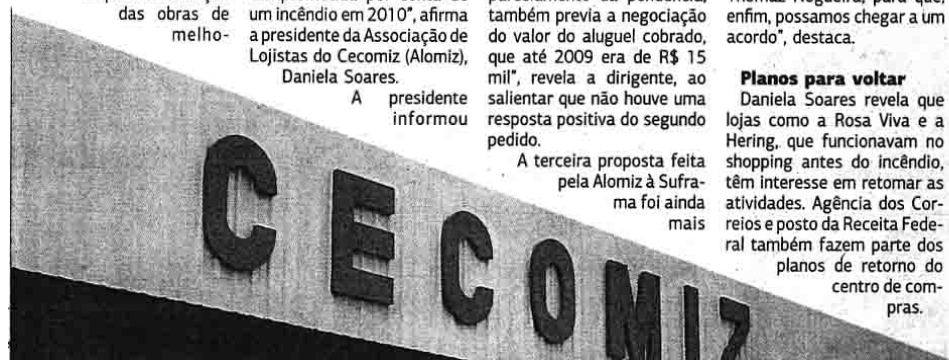 das obras de
melho-
um incêndio em 2010", afirma
a presidente da Associação de
Lojistas do Cecomiz (Alomiz),
Daniela Soares.
A presidente
informou
também previa a negociação
do valor do aluguel cobrado,
que até 2009 era de R$ 15
mil", revela a dirigente, ao
salientar que não houve uma
resposta positiva do segundo
pedido.
A terceira proposta feita
pela Alomiz à Sufra-
ma foi ainda
mais
enfim, possamos chegar a um
acordo", destaca.
Planos para voltar
Daniela Soares revela que
lojas como a Rosa Viva e a
Hering, que funcionavam no
shopping antes do incêndio,
têm interesse em retomar as
atividades. Agência dos Cor-
reios e posto da Receita Fede-
ral também fazem parte dos
planos de retorno do
centro de com-
pras.
CECOMIZ